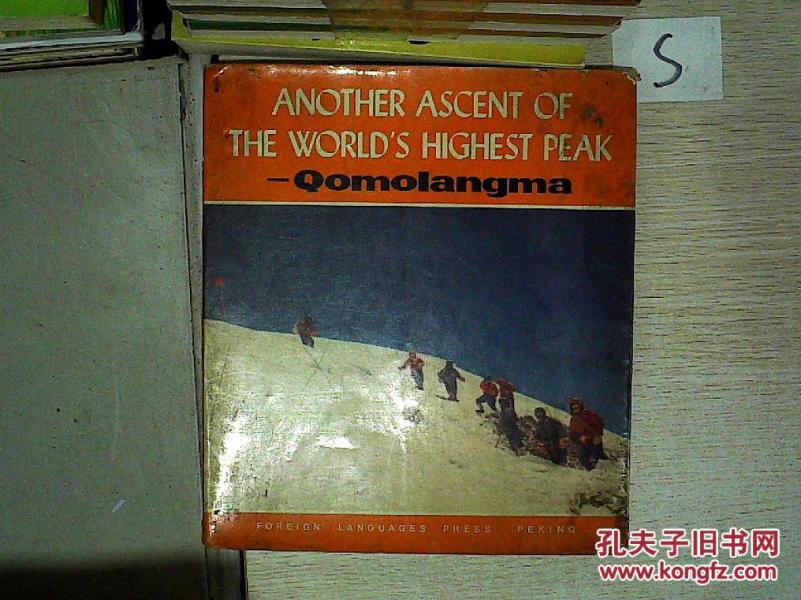 S
ANOTHER ASCENT OF
THE WORLD'S HIGHEST PEAK
—Qomolangma
FOREIGN LANGUAGES PRESS PEKING
孔夫子旧书网
www.kongfz.com